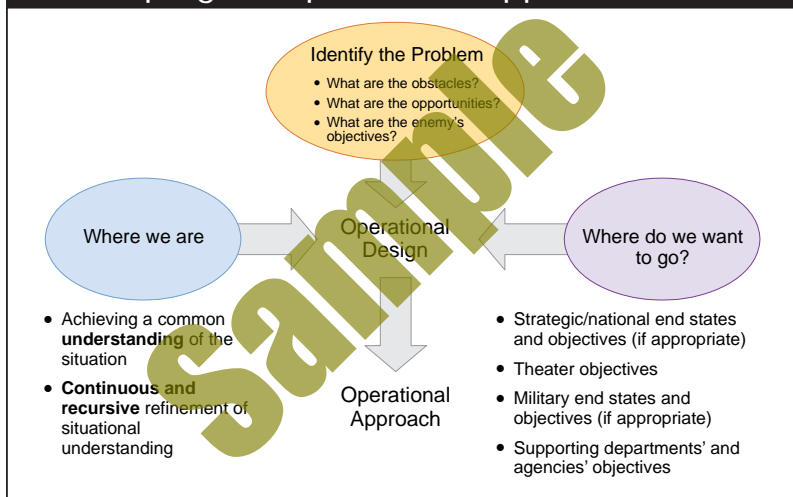 Identify the Problem
• What are the obstacles?
• What are the opportunities?
• What are the enemy's
objectives?
Where we are
Operational
Design
Where do we want
to go?
• Achieving a common
understanding of the
situation
• Continuous and
recursive refinement of
situational
understanding
Operational
Approach
• Strategic/national end states
and objectives (if appropriate)
• Theater objectives
• Military end states and
objectives (if appropriate)
• Supporting departments' and
agencies' objectives
sample